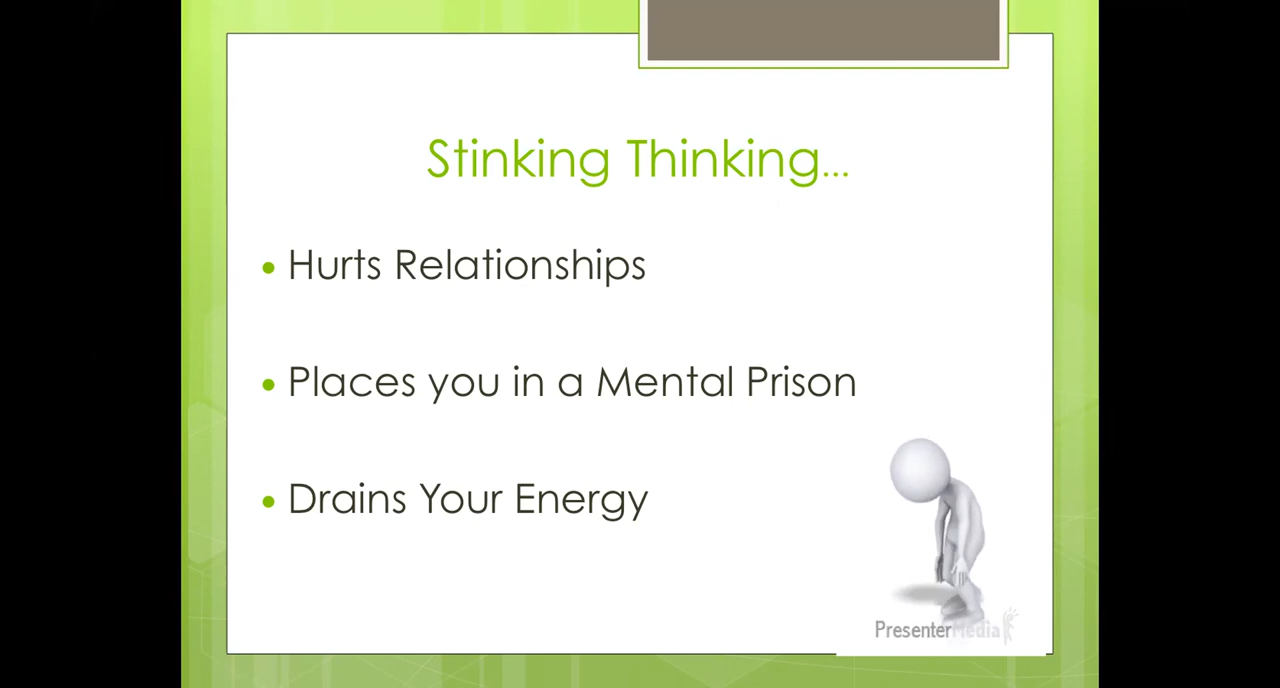 Stinking Thinking...
• Hurts Relationships
• Places you in a Mental Prison
• Drains Your Energy
PresenterMedia